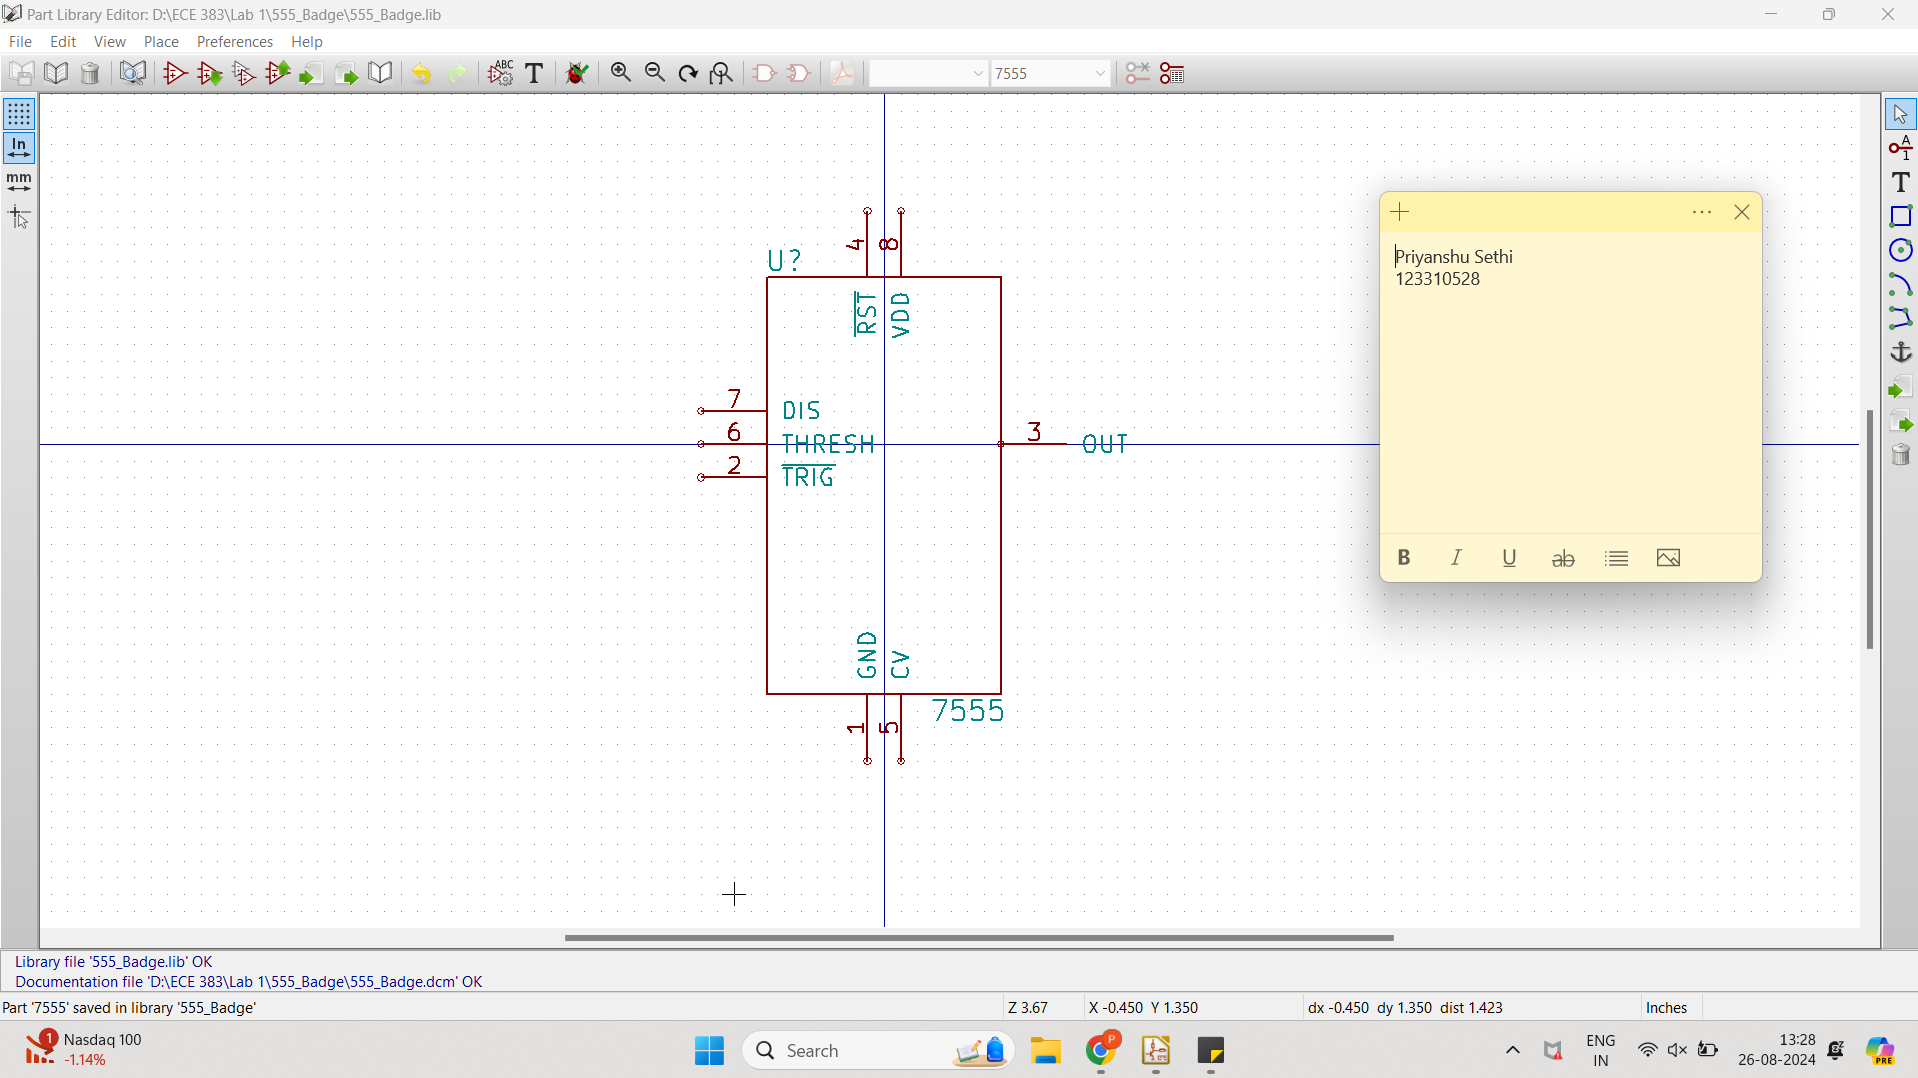 Part Library Editor: D:\ECE 383\Lab 1\555_Badge\555_Badge.lib
File Edit View Place Preferences Help
ABC T 7555
In
mm
A
1
T
U?
4 8
RST VDD
7 DIS
6 THRESH
2 TRIG
3 OUT
GND CV
1 5
7555
Priyanshu Sethi
123310528
B I U ab
Library file '555_Badge.lib' OK
Documentation file 'D:\ECE 383\Lab 1\555_Badge\555_Badge.dcm' OK
Part '7555' saved in library '555_Badge' Z 3.67 X -0.450 Y 1.350 dx -0.450 dy 1.350 dist 1.423 Inches
1 Nasdaq 100
-1.14%
Search
P
ENG
IN
13:28
26-08-2024
PRE